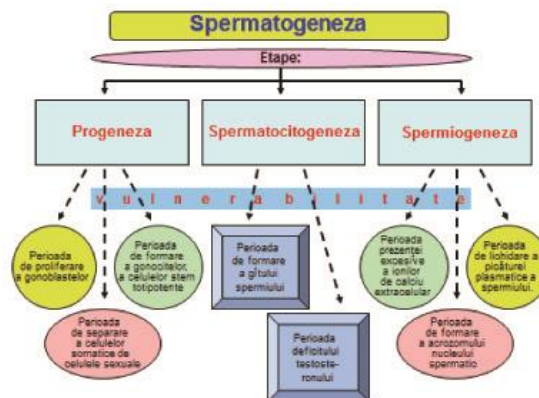 Spermatogeneza
Etape:
Progeneza
Spermatocitogeneza
Spermiogeneza
v u l n e r a b i l i t a t e
Perioada
de proliferare
a gonoblastelor
Perioada
de separare
a celulelor
somatice de
celulele sexuale
Perioada
de formare
a gonocitelor,
a celulelor stem
totipotente
Perioada
de formare
a gîtului
spermiului
Perioada
deficitului
testoste-
ronului
Perioada
prezenței
excesive
a ionilor
de calciu
extracelular
Perioada
de formare
a acrozomului
nucleului
spermatic
Perioada
de lichidare a
picăturei
plasmatice a
spermiului.